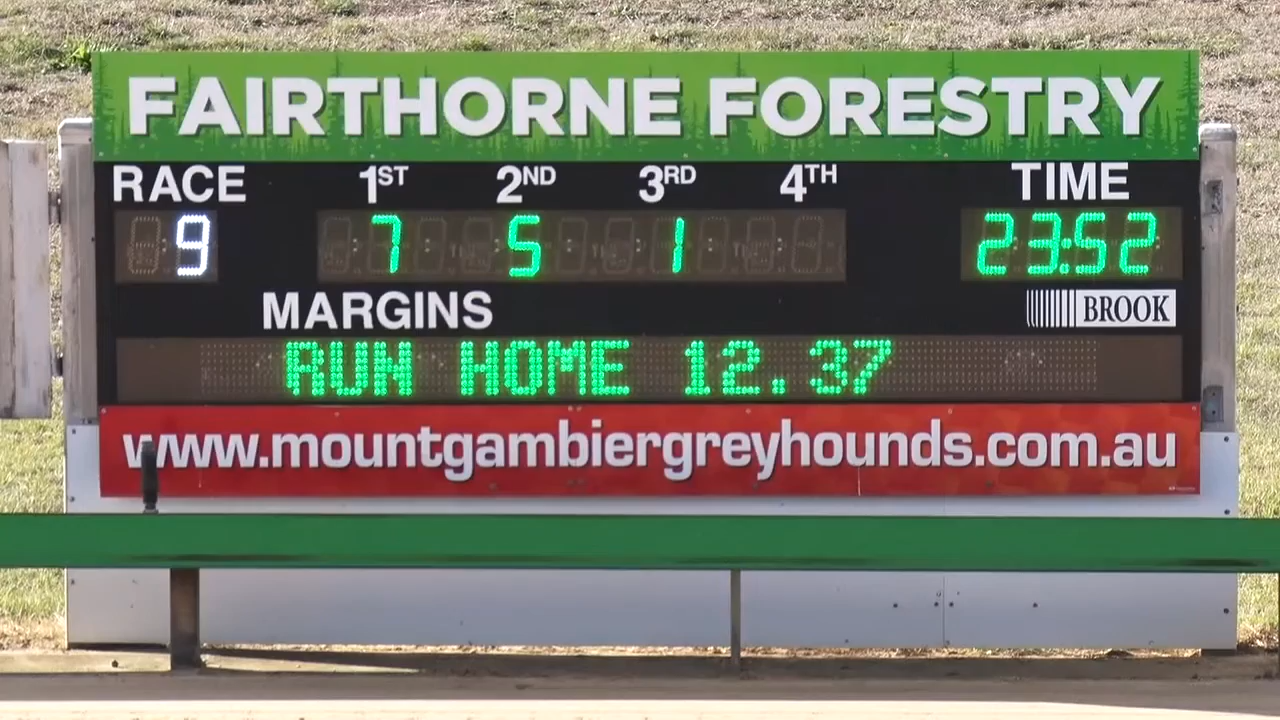 FAIRTHORNE FORESTRY
RACE 1ST 2ND 3RD 4TH TIME
9 7 5 1 23:52
MARGINS BROOK
RUN HOME 12.37
www.mountgambiergreyhounds.com.au